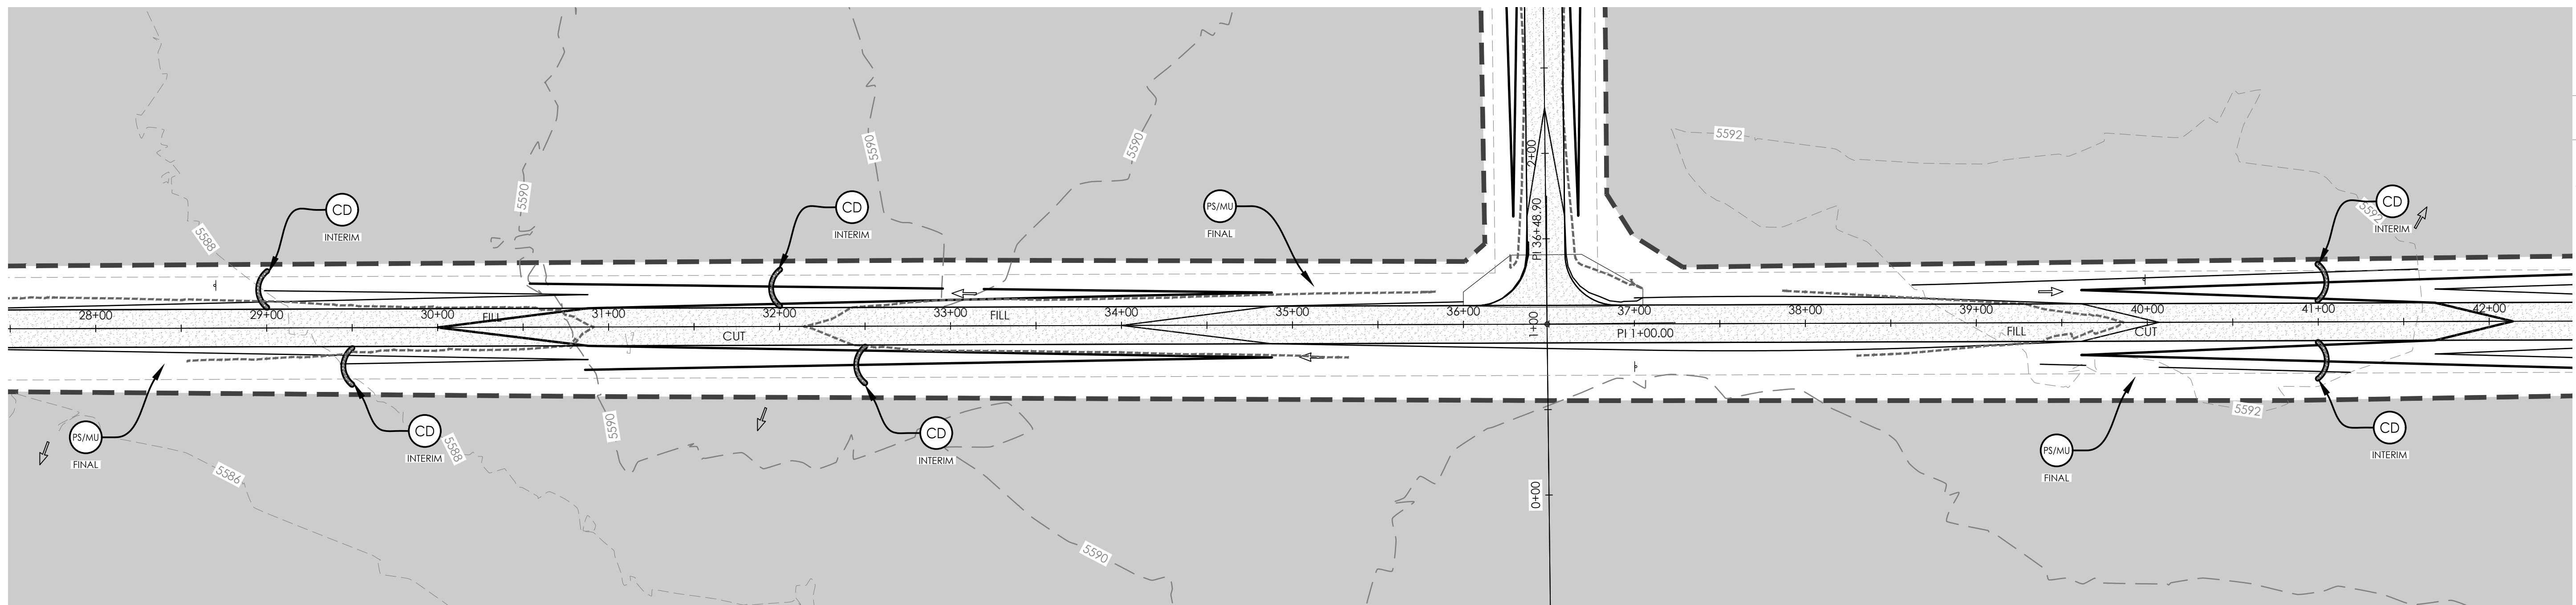 5592
2+00
5590
5590
5590
PS/MU
FINAL
CD
INTERIM
CD
INTERIM
CD
INTERIM
5592
5588
PI 36+48.90
28+00
29+00
30+00
31+00
32+00
33+00
34+00
35+00
36+00
37+00
38+00
39+00
40+00
41+00
42+00
FILL
FILL
1+00
FILL
CUT
CUT
PI 1+00.00
5592
5590
PS/MU
FINAL
CD
INTERIM
CD
INTERIM
CD
INTERIM
PS/MU
FINAL
5588
5586
0+00
5590